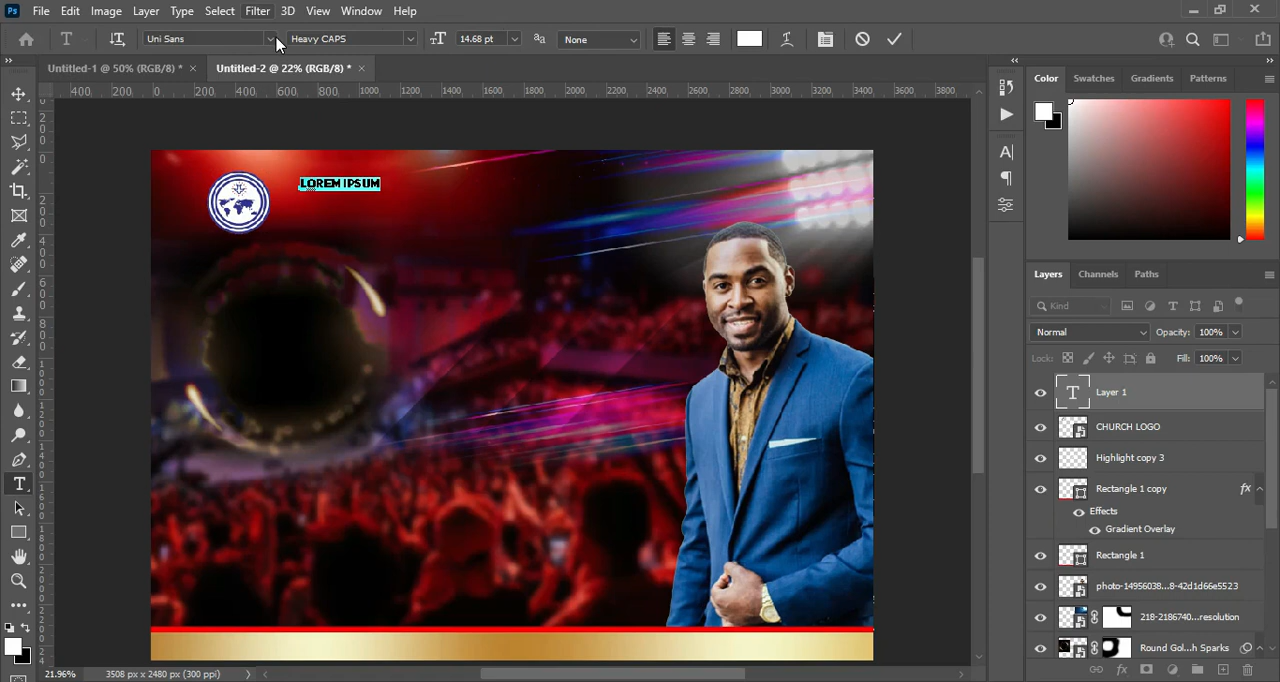 Ps File Edit Image Layer Type Select Filter 3D View Window Help
T Uni Sans Heavy CAPS 14.68 pt None
Untitled-1 @ 50% (RGB/8) * × Untitled-2 @ 22% (RGB/8) * ×
400 200 0 200 400 600 800 1000 1200 1400 1600 1800 2000 2200 2400 2600 2800 3000 3200 3400 3600 3800
LOREM IPSUM
Color Swatches Gradients Patterns
Layers Channels Paths
Kind
Normal Opacity: 100%
Lock: Fill: 100%
T Layer 1
CHURCH LOGO
Highlight copy 3
Rectangle 1 copy fx
Effects
Gradient Overlay
Rectangle 1
photo-14956038...8-42d1d66e5523
218-2186740...resolution
Round Gol...h Sparks
21.96% 3508 px x 2480 px (300 ppi)